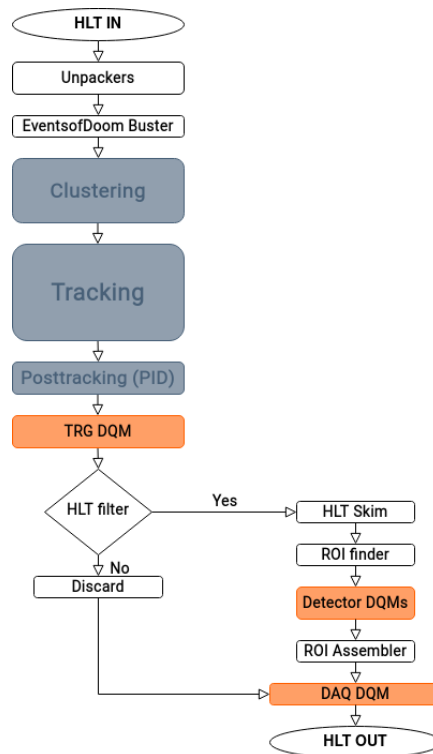 HLT IN
Unpackers
EventsofDoom Buster
Clustering
Tracking
Posttracking (PID)
TRG DQM
HLT filter
Yes
HLT Skim
ROI finder
No
Discard
Detector DQMs
ROI Assembler
DAQ DQM
HLT OUT